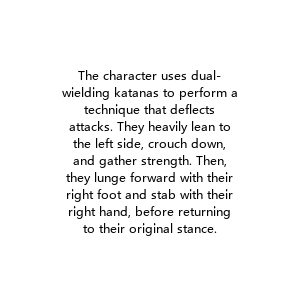 The character uses dual-
wielding katanas to perform a
technique that deflects
attacks. They heavily lean to
the left side, crouch down,
and gather strength. Then,
they lunge forward with their
right foot and stab with their
right hand, before returning
to their original stance.